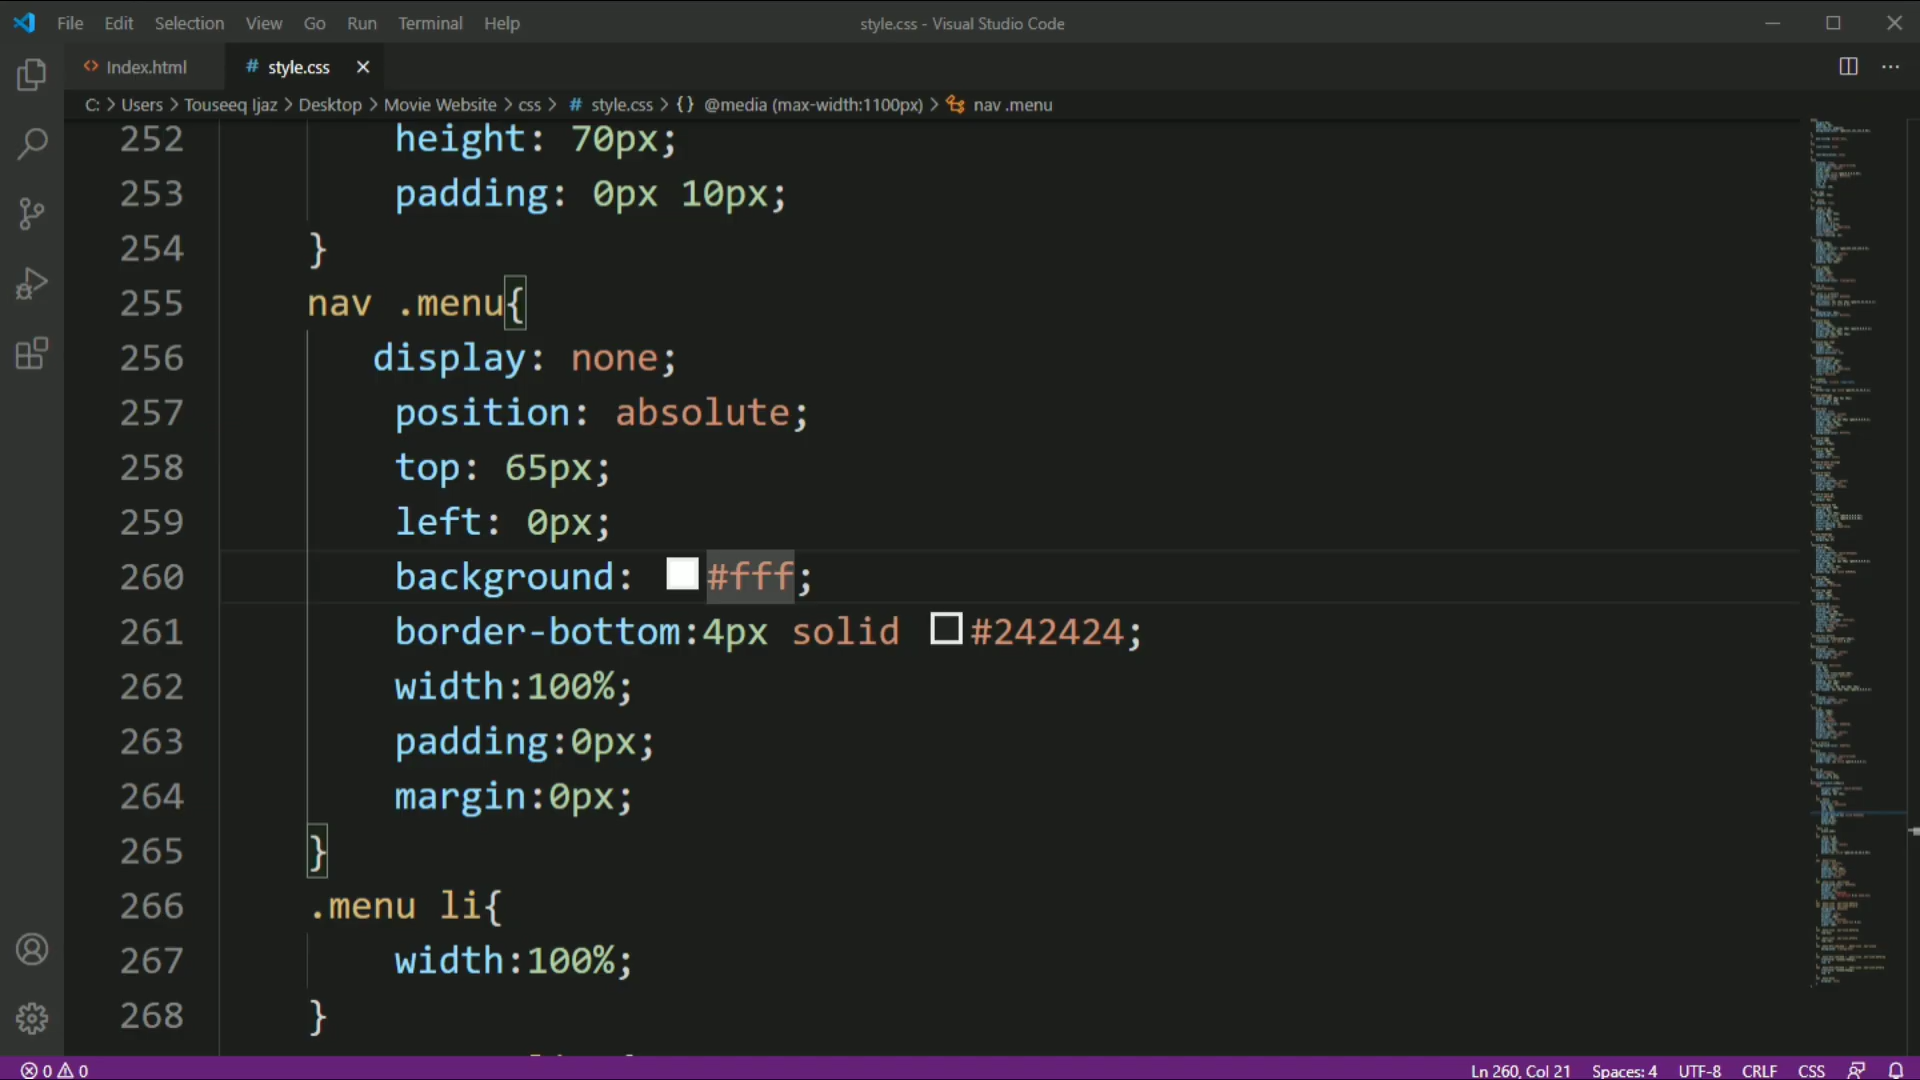 File Edit Selection View Go Run Terminal Help style.css - Visual Studio Code
<> Index.html # style.css
C: > Users > Touseeq Ijaz > Desktop > Movie Website > css > # style.css > {} @media (max-width:1100px) > nav .menu
252 height: 70px;
253 padding: 0px 10px;
254 }
255 nav .menu{
256 display: none;
257 position: absolute;
258 top: 65px;
259 left: 0px;
260 background: #fff;
261 border-bottom:4px solid #242424;
262 width:100%;
263 padding:0px;
264 margin:0px;
265 }
266 .menu li{
267 width:100%;
268 }
0 0 Ln 260, Col 21 Spaces: 4 UTF-8 CRLF CSS